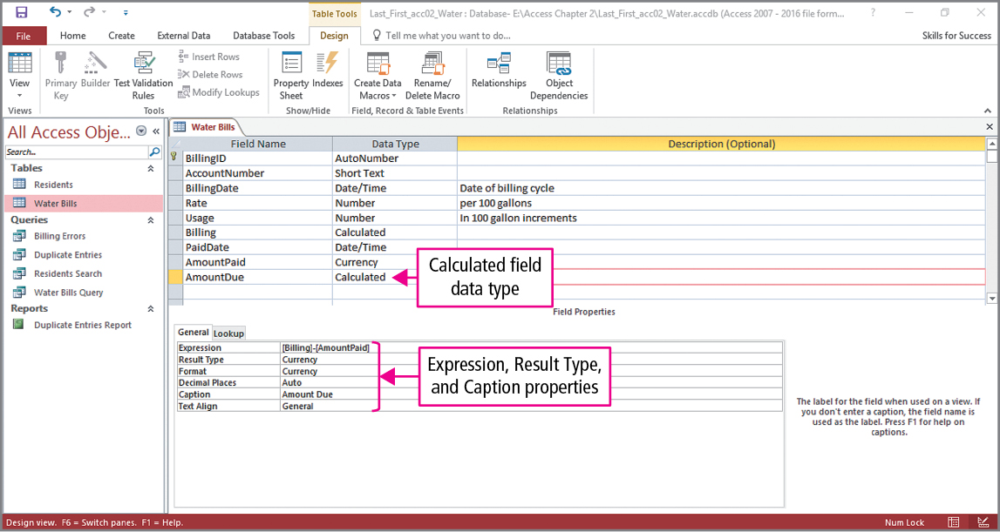 Table Tools
Last_First_acc02_Water : Database- E:\Access Chapter 2\Last_First_acc02_Water.accdb (Access 2007 - 2016 file form...
?
File
Home
Create
External Data
Database Tools
Design
Tell me what you want to do...
Skills for Success
View
Primary
Key
Builder
Test Validation
Rules
Insert Rows
Delete Rows
Modify Lookups
Property
Sheet
Indexes
Create Data
Macros
Rename/
Delete Macro
Relationships
Object
Dependencies
Views
Tools
Show/Hide
Field, Record & Table Events
Relationships
All Access Obje...
Search...
Tables
Residents
Water Bills
Queries
Billing Errors
Duplicate Entries
Residents Search
Water Bills Query
Reports
Duplicate Entries Report
Water Bills
Field Name Data Type Description (Optional)
BillingID AutoNumber
AccountNumber Short Text
BillingDate Date/Time Date of billing cycle
Rate Number per 100 gallons
Usage Number In 100 gallon increments
Billing Calculated
PaidDate Date/Time
AmountPaid Currency
AmountDue Calculated
Calculated field
data type
Field Properties
General Lookup
Expression [Billing]-[AmountPaid]
Result Type Currency
Format Currency
Decimal Places Auto
Caption Amount Due
Text Align General
Expression, Result Type,
and Caption properties
The label for the field when used on a view. If
you don't enter a caption, the field name is
used as the label. Press F1 for help on
captions.
Design view. F6 = Switch panes. F1 = Help.
Num Lock